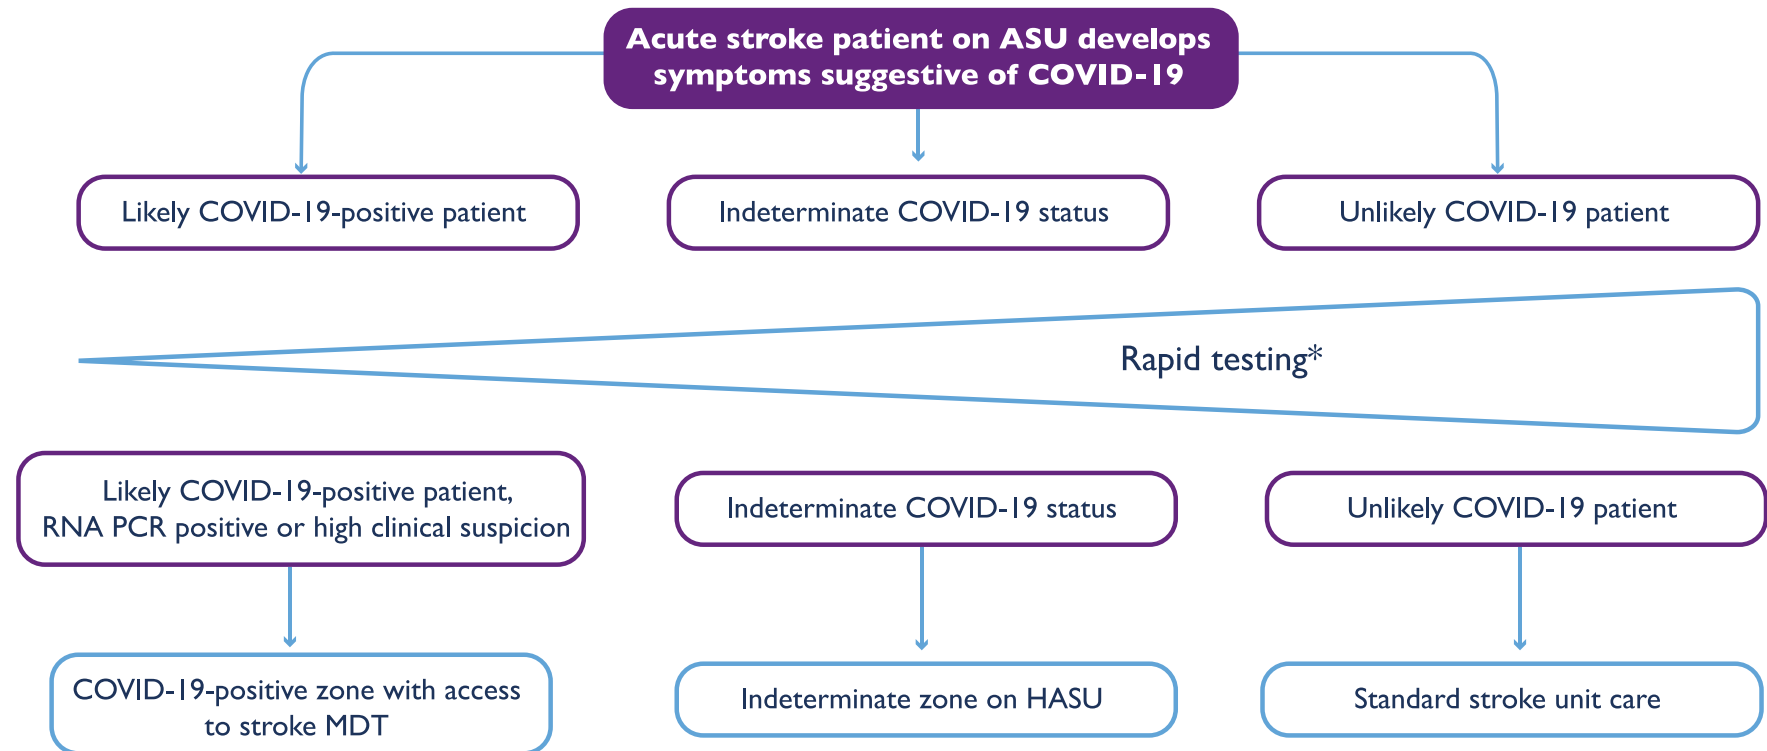 Acute stroke patient on ASU develops
symptoms suggestive of COVID-19
Likely COVID-19-positive patient
Indeterminate COVID-19 status
Unlikely COVID-19 patient
Rapid testing*
Likely COVID-19-positive patient,
RNA PCR positive or high clinical suspicion
Indeterminate COVID-19 status
Unlikely COVID-19 patient
COVID-19-positive zone with access
to stroke MDT
Indeterminate zone on HASU
Standard stroke unit care